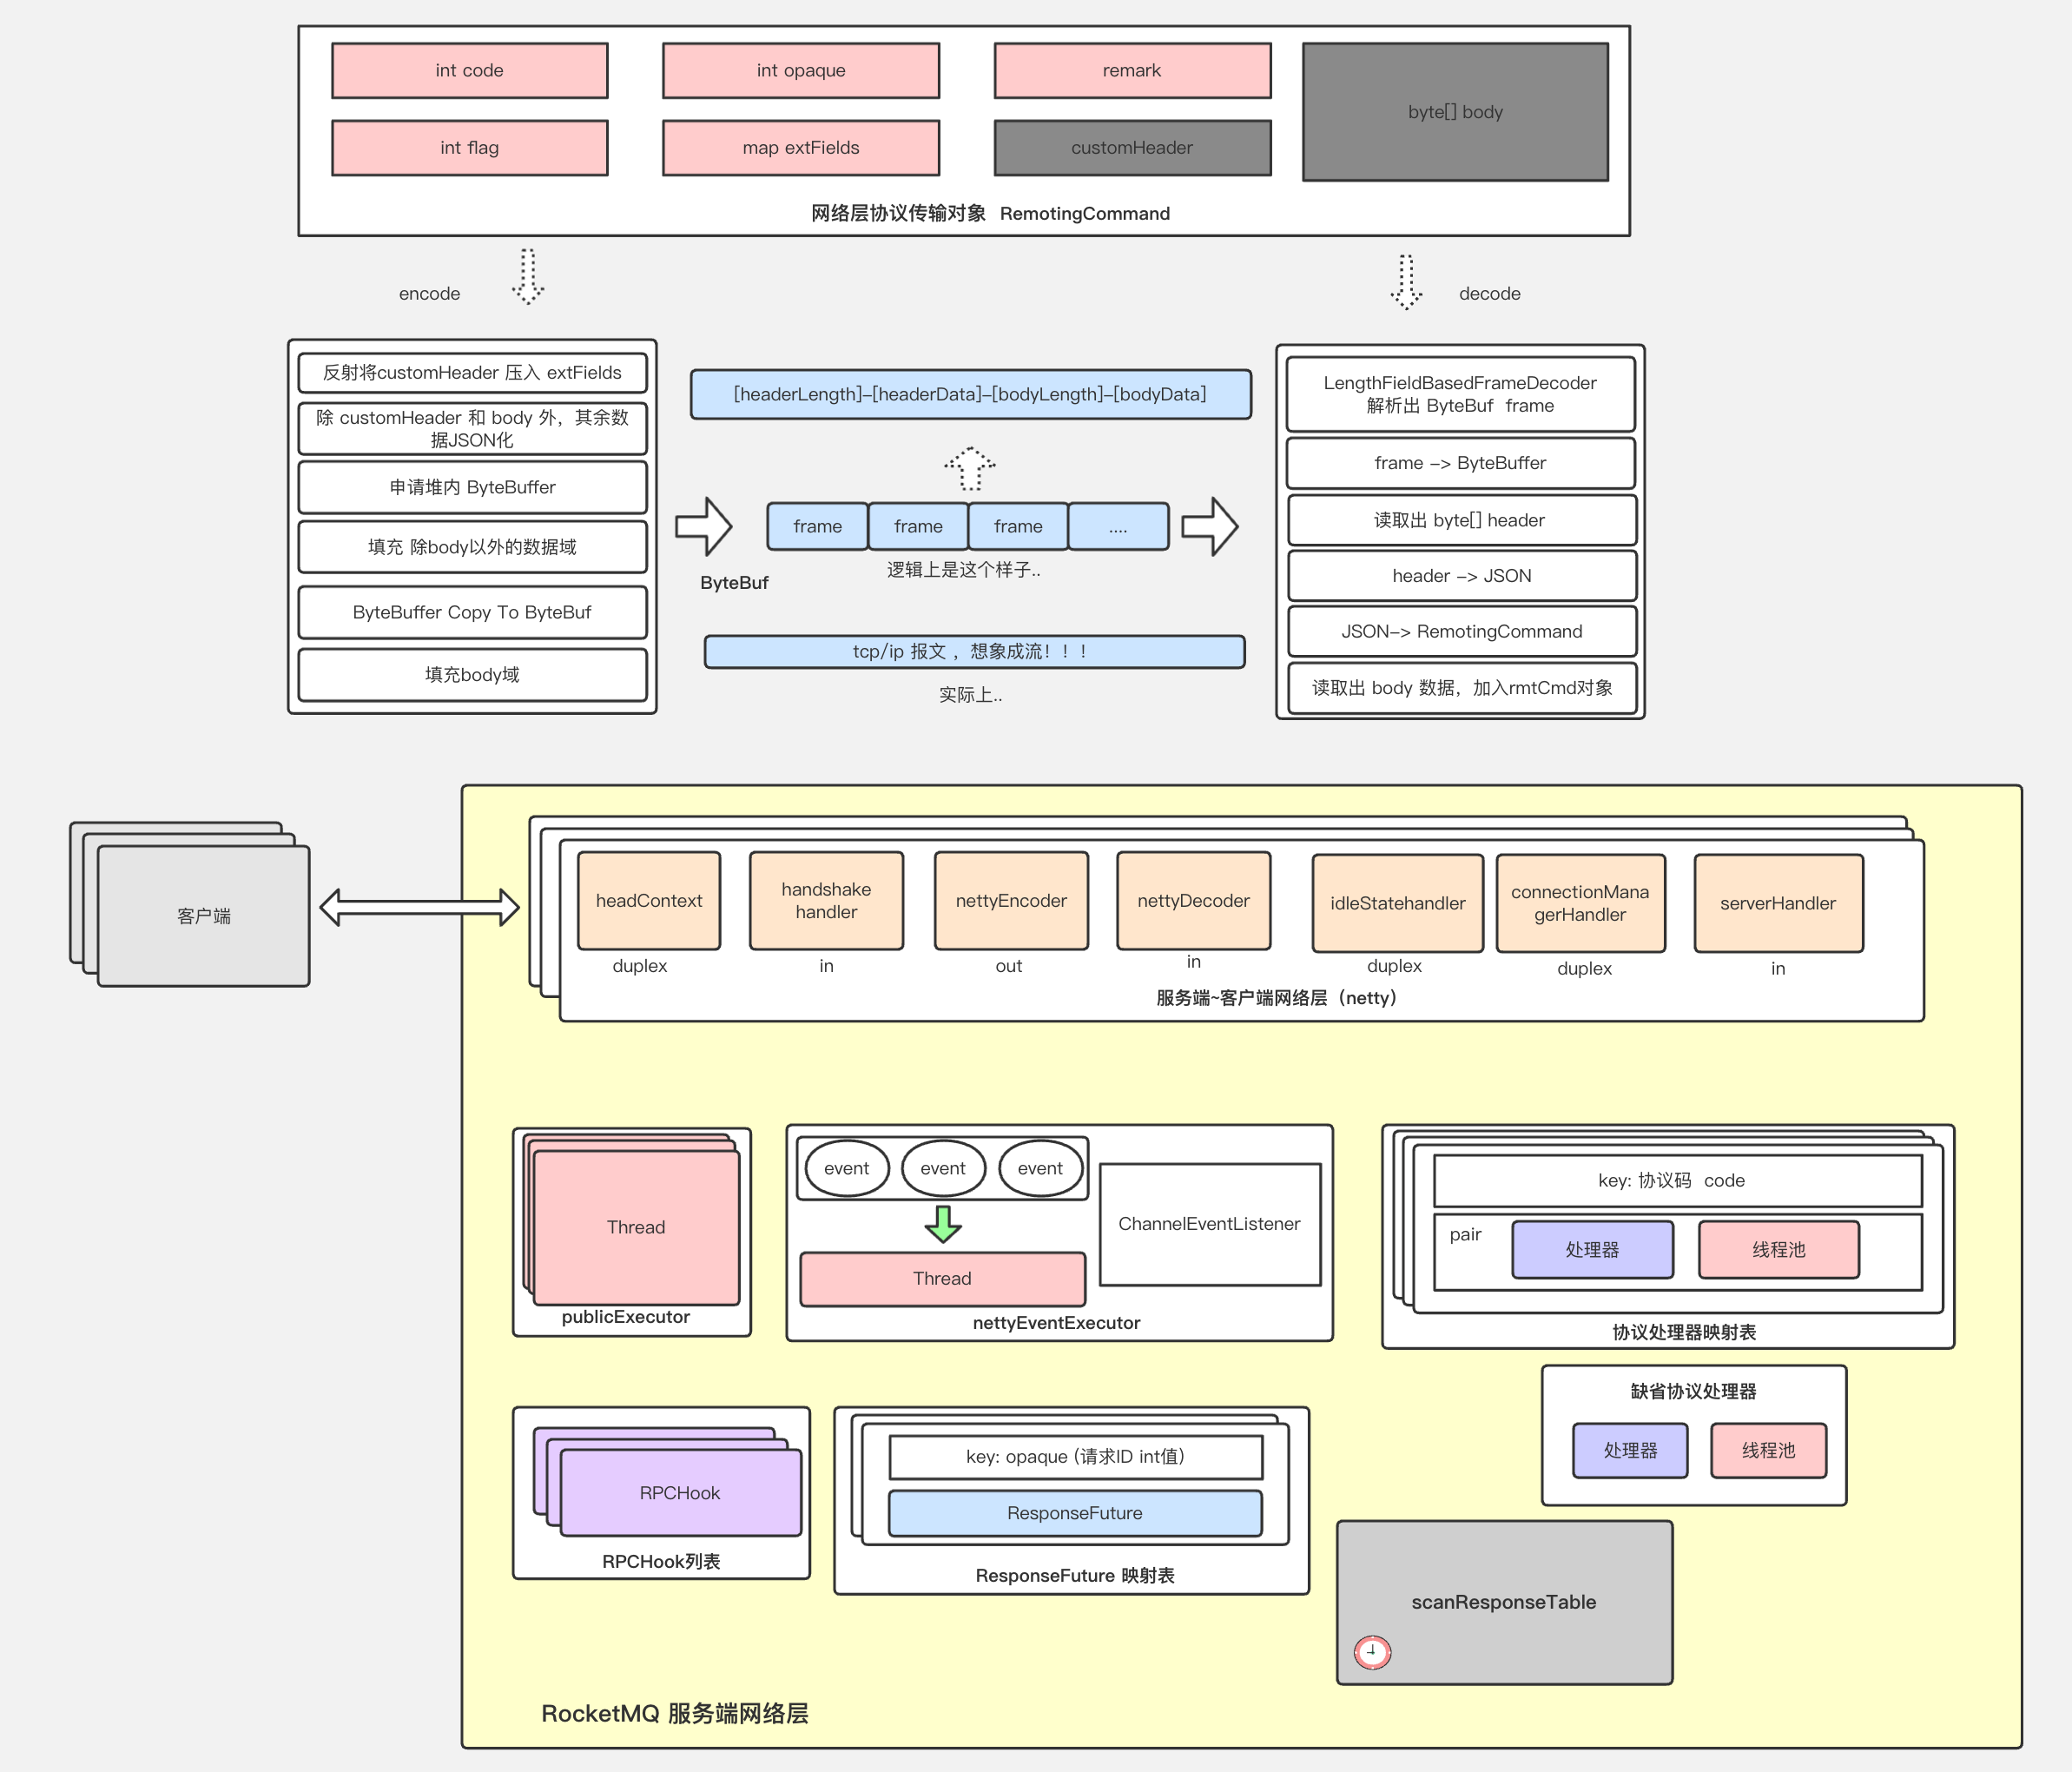 int code
int opaque
remark
byte[] body
int flag
map extFields
customHeader
网络层协议传输对象  RemotingCommand
encode
decode
反射将customHeader 压入 extFields
除 customHeader 和 body 外，其余数
据JSON化
申请堆内 ByteBuffer
填充 除body以外的数据域
ByteBuffer Copy To ByteBuf
填充body域
[headerLength]–[headerData]–[bodyLength]–[bodyData]
frame
frame
frame
....
逻辑上是这个样子..
ByteBuf
tcp/ip 报文 ，想象成流！！！
实际上..
LengthFieldBasedFrameDecoder
解析出 ByteBuf  frame
frame –> ByteBuffer
读取出 byte[] header
header –> JSON
JSON–> RemotingCommand
读取出 body 数据，加入rmtCmd对象
客户端
headContext
duplex
handshake
handler
in
nettyEncoder
out
nettyDecoder
in
idleStatehandler
duplex
connectionMana
gerHandler
duplex
serverHandler
in
服务端~客户端网络层（netty）
Thread
publicExecutor
event
event
event
Thread
ChannelEventListener
nettyEventExecutor
key: 协议码  code
pair
处理器
线程池
协议处理器映射表
缺省协议处理器
处理器
线程池
RPCHook
RPCHook列表
key: opaque (请求ID int值)
ResponseFuture
ResponseFuture 映射表
scanResponseTable
RocketMQ 服务端网络层